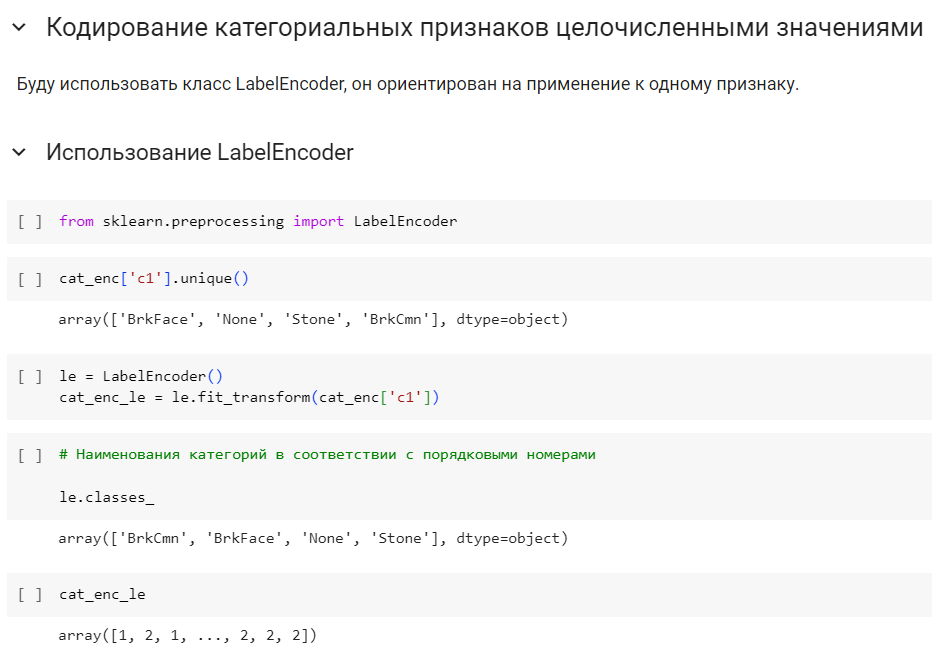 Кодирование категориальных признаков целочисленными значениями
Буду использовать класс LabelEncoder, он ориентирован на применение к одному признаку.
Использование LabelEncoder
[ ] from sklearn.preprocessing import LabelEncoder
[ ] cat_enc['c1'].unique()
array(['BrkFace', 'None', 'Stone', 'BrkCmn'], dtype=object)
[ ] le = LabelEncoder()
cat_enc_le = le.fit_transform(cat_enc['c1'])
[ ] # Наименования категорий в соответствии с порядковыми номерами
le.classes_
array(['BrkCmn', 'BrkFace', 'None', 'Stone'], dtype=object)
[ ] cat_enc_le
array([1, 2, 1, ..., 2, 2, 2])